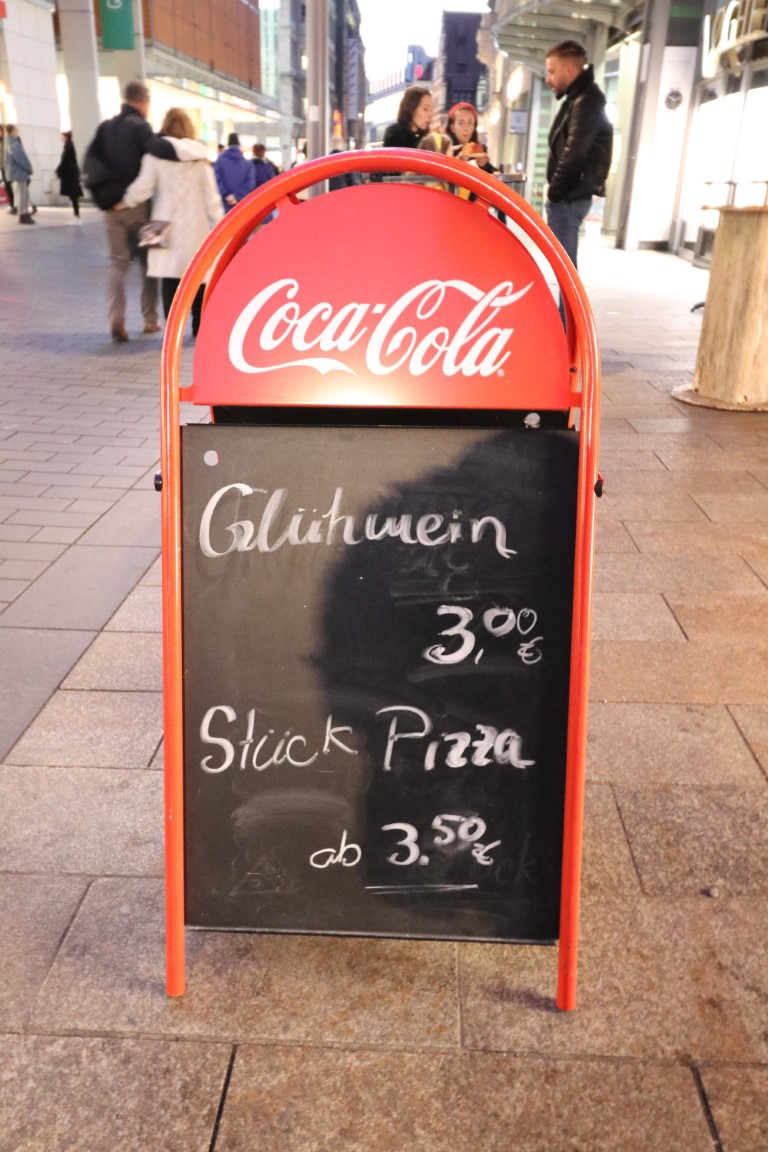 Coca-Cola®
Glühwein
3,00 €
Stück Pizza
ab 3.50 €